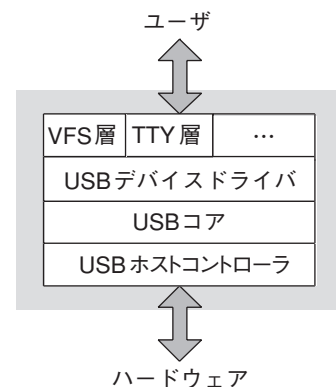 ユーザ
VFS層 TTY層 …
USBデバイスドライバ
USBコア
USBホストコントローラ
ハードウェア